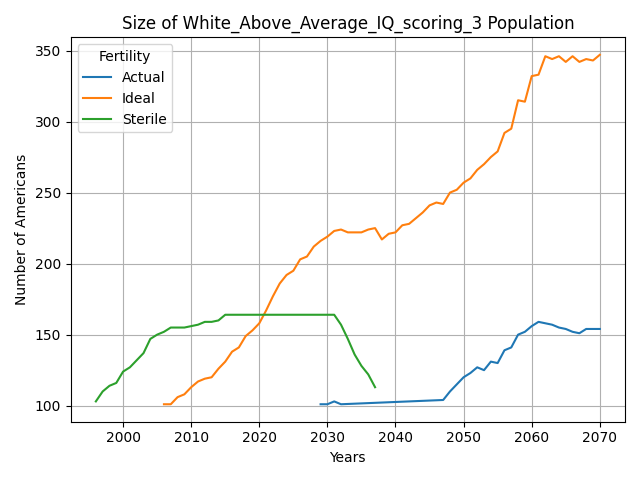 Size of White_Above_Average_IQ_scoring_3 Population
Fertility
Actual
Ideal
Sterile
Number of Americans
350
300
250
200
150
100
2000
2010
2020
2030
2040
2050
2060
2070
Years